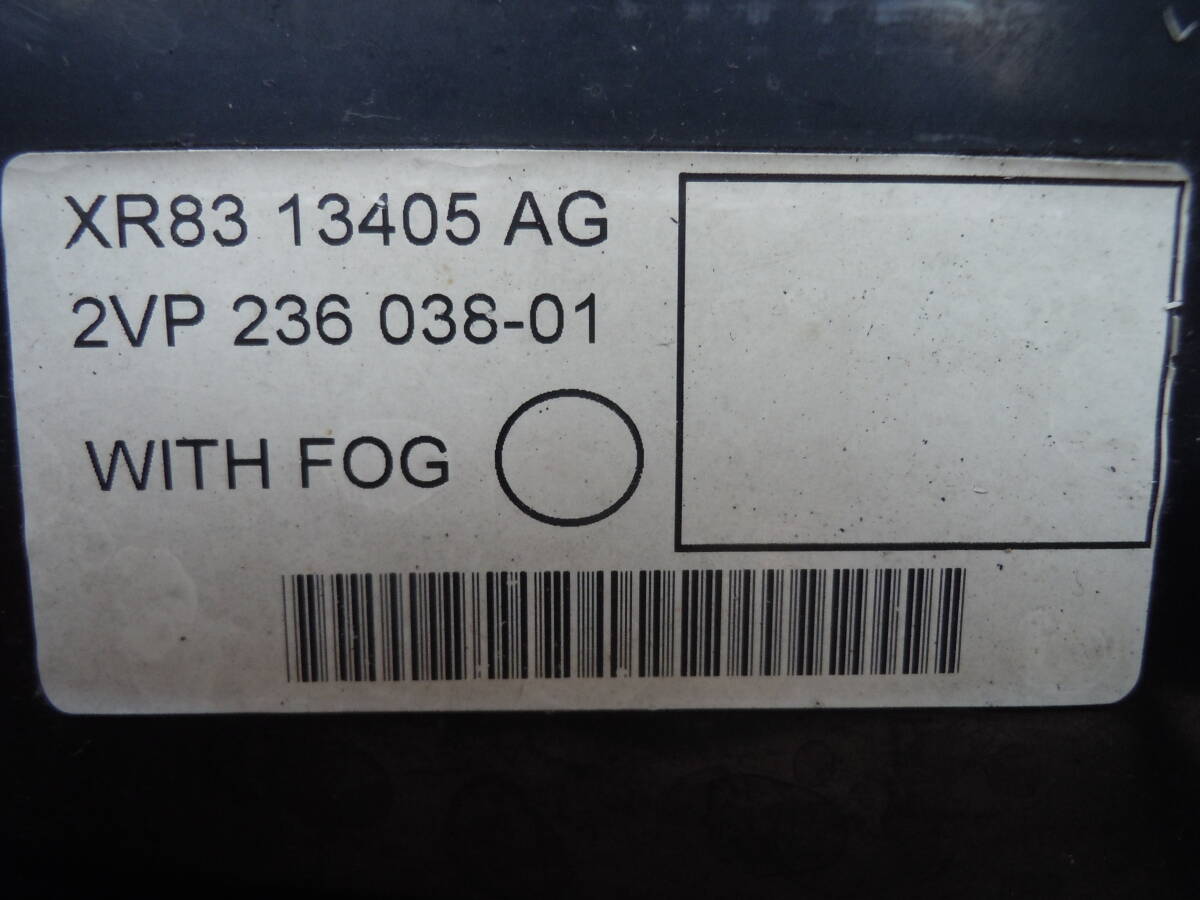 XR83 13405 AG
2VP 236 038-01
WITH FOG